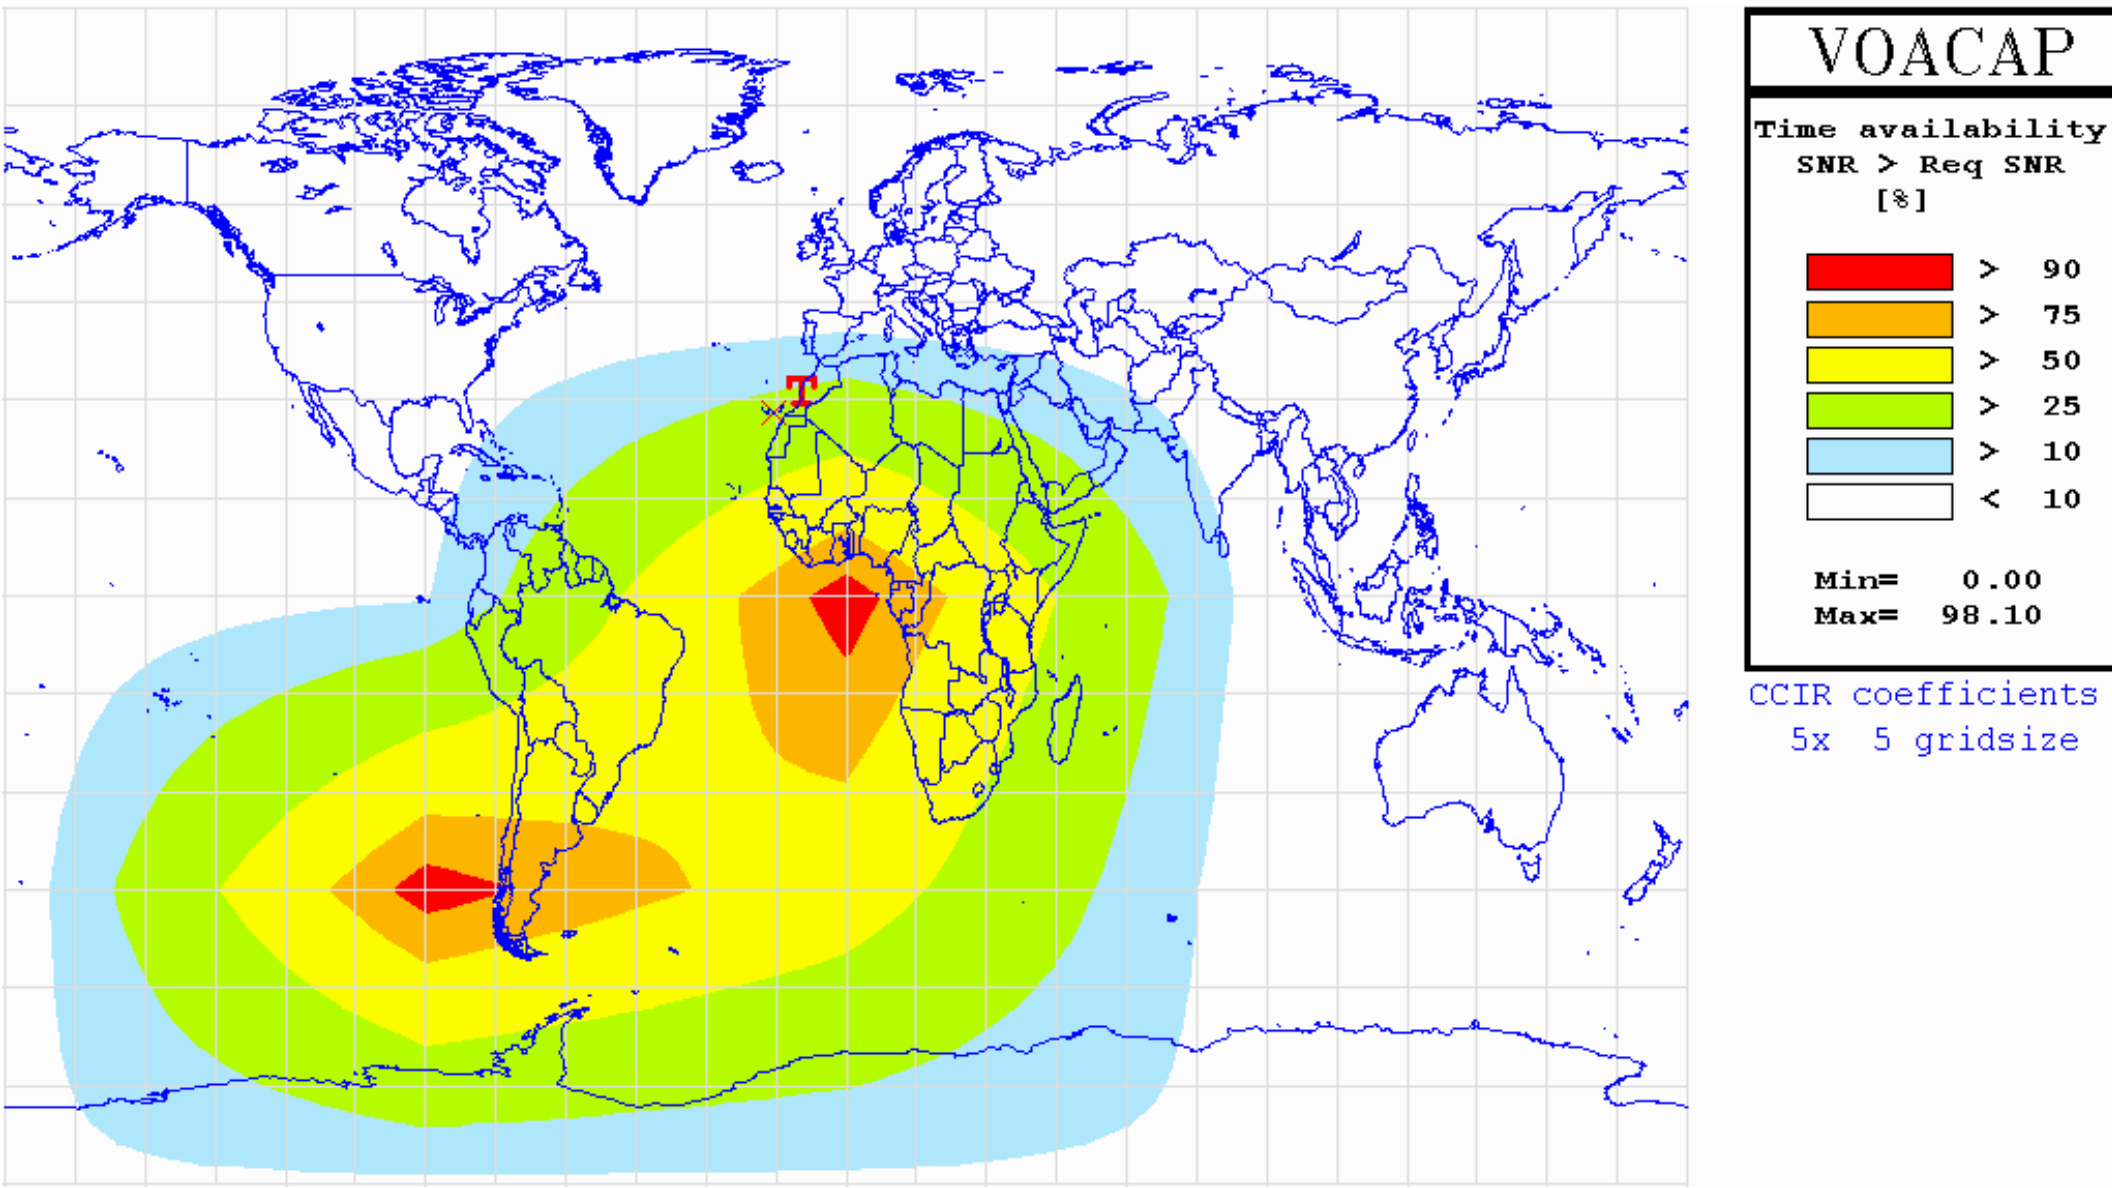 VOACAP
Time availability
SNR > Req SNR
[%]
> 90
> 75
> 50
> 25
> 10
< 10
Min= 0.00
Max= 98.10
CCIR coefficients
5x 5 gridsize
T